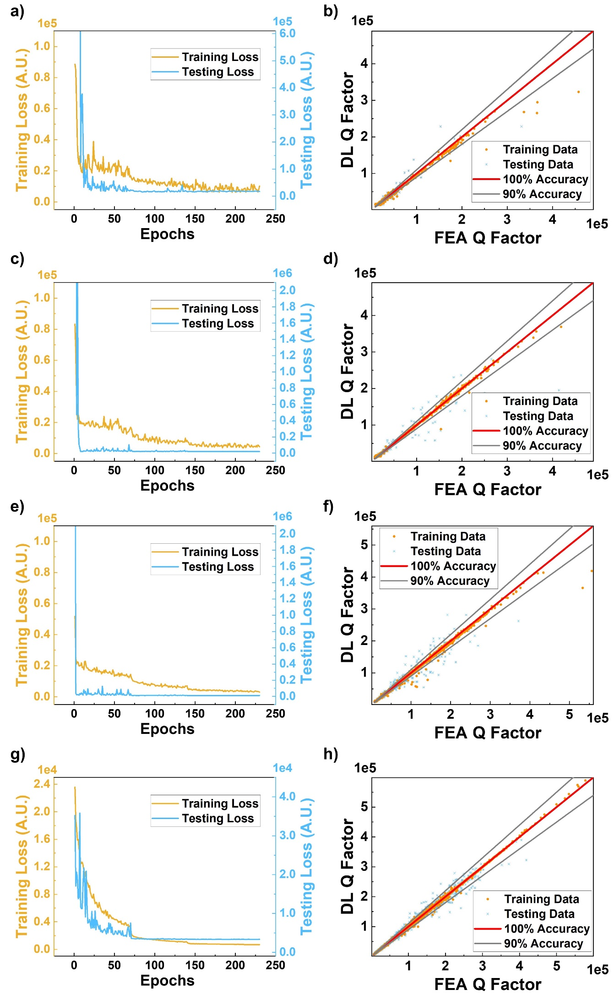 a)
1e5
1e5
Training Loss (A.U.)
1.0
0.8
0.6
0.4
0.2
0.0
Training Loss
Testing Loss
6.0
5.0
4.0
3.0
2.0
1.0
0.0
Testing Loss (A.U.)
0 50 100 150 200 250
Epochs
b)
1e5
DL Q Factor
4
3
2
1
Training Data
Testing Data
100% Accuracy
90% Accuracy
1 2 3 4 1e5
FEA Q Factor
c)
1e5
1e6
Training Loss (A.U.)
1.0
0.8
0.6
0.4
0.2
0.0
Training Loss
Testing Loss
2.0
1.8
1.6
1.4
1.2
1.0
0.8
0.6
0.4
0.2
0.0
Testing Loss (A.U.)
0 50 100 150 200 250
Epochs
d)
1e5
DL Q Factor
4
3
2
1
Training Data
Testing Data
100% Accuracy
90% Accuracy
1 2 3 4 1e5
FEA Q Factor
e)
1e5
1e6
Training Loss (A.U.)
1.0
0.8
0.6
0.4
0.2
0.0
Training Loss
Testing Loss
2.0
1.8
1.6
1.4
1.2
1.0
0.8
0.6
0.4
0.2
0.0
Testing Loss (A.U.)
0 50 100 150 200 250
Epochs
f)
1e5
DL Q Factor
5
4
3
2
1
Training Data
Testing Data
100% Accuracy
90% Accuracy
1 2 3 4 5 1e5
FEA Q Factor
g)
1e4
1e4
Training Loss (A.U.)
2.4
2.0
1.6
1.2
0.8
0.4
0.0
Training Loss
Testing Loss
4.0
3.0
2.0
1.0
0.0
Testing Loss (A.U.)
0 50 100 150 200 250
Epochs
h)
1e5
DL Q Factor
5
4
3
2
1
Training Data
Testing Data
100% Accuracy
90% Accuracy
1 2 3 4 5 1e5
FEA Q Factor